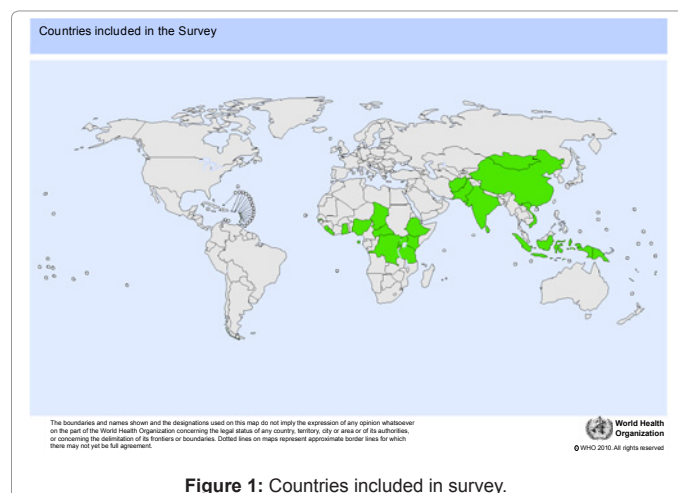 Countries included in the Survey
The boundaries and names shown and the designations used on this map do not imply the expression of any opinion whatsoever
on the part of the World Health Organization concerning the legal status of any country, territory, city or area or of its authorities,
or concerning the delimitation of its frontiers or boundaries. Dotted lines on maps represent approximate border lines for which
there may not yet be full agreement.
World Health
Organization
© WHO 2010. All rights reserved
Figure 1: Countries included in survey.